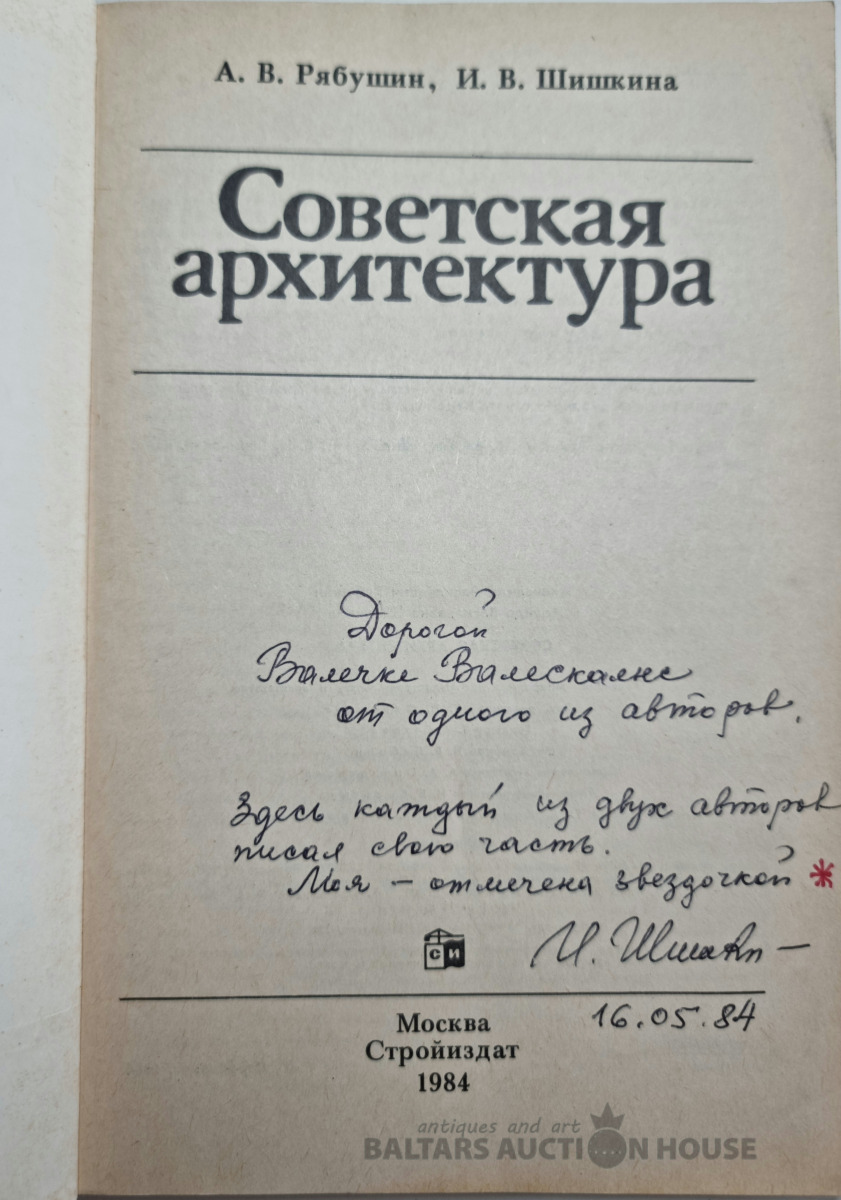 А. В. Рябушин, И. В. Шишкина
Советская
архитектура
Дорогой
Валечке Валескалне
от одного из авторов.
Здесь каждый из двух авторов
писал свою часть.
Моя – отмечена звездочкой *
СИ
И. Шишкин –
16.05.84
Москва
Стройиздат
1984
antiques and art
BALTARS AUCTION HOUSE